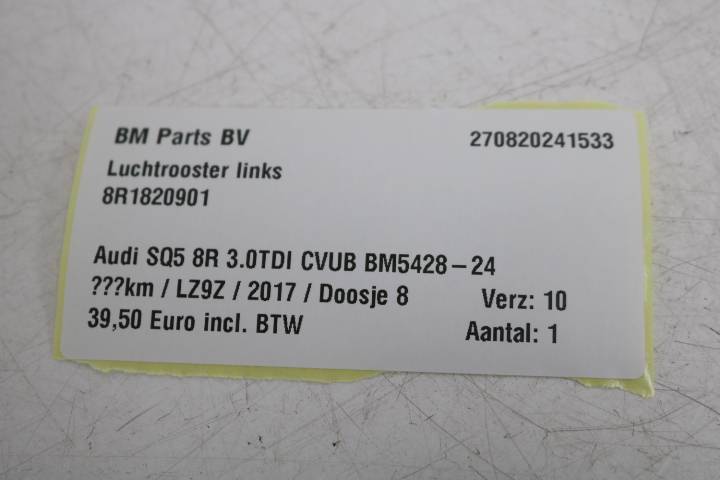 BM Parts BV 270820241533
Luchtrooster links
8R1820901
Audi SQ5 8R 3.0TDI CVUB BM5428-24
???km / LZ9Z / 2017 / Doosje 8 Verz: 10
39,50 Euro incl. BTW Aantal: 1